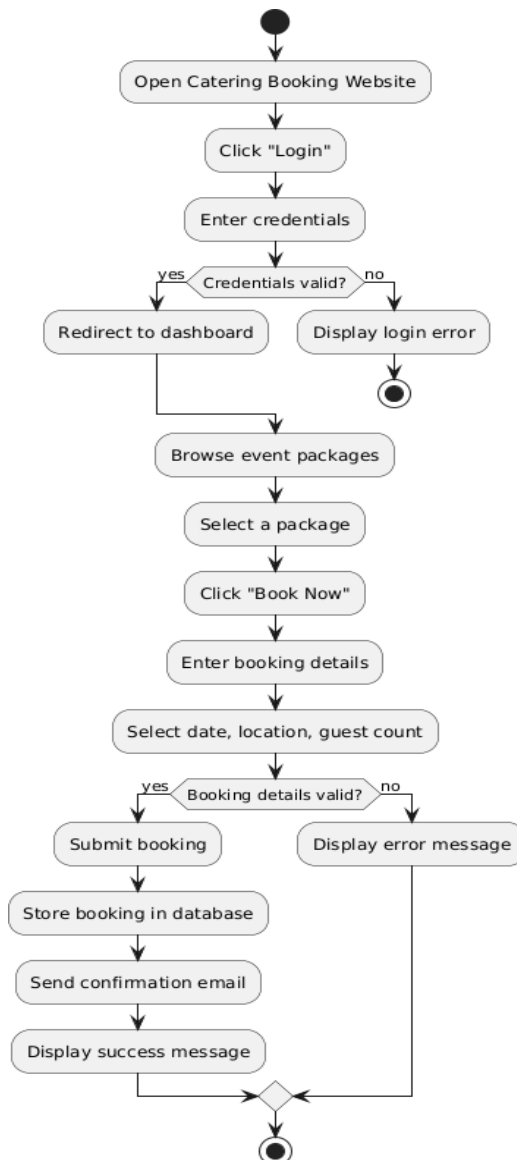 Open Catering Booking Website
Click "Login"
Enter credentials
yes
Credentials valid?
no
Redirect to dashboard
Display login error
Browse event packages
Select a package
Click "Book Now"
Enter booking details
Select date, location, guest count
yes
Booking details valid?
no
Submit booking
Display error message
Store booking in database
Send confirmation email
Display success message